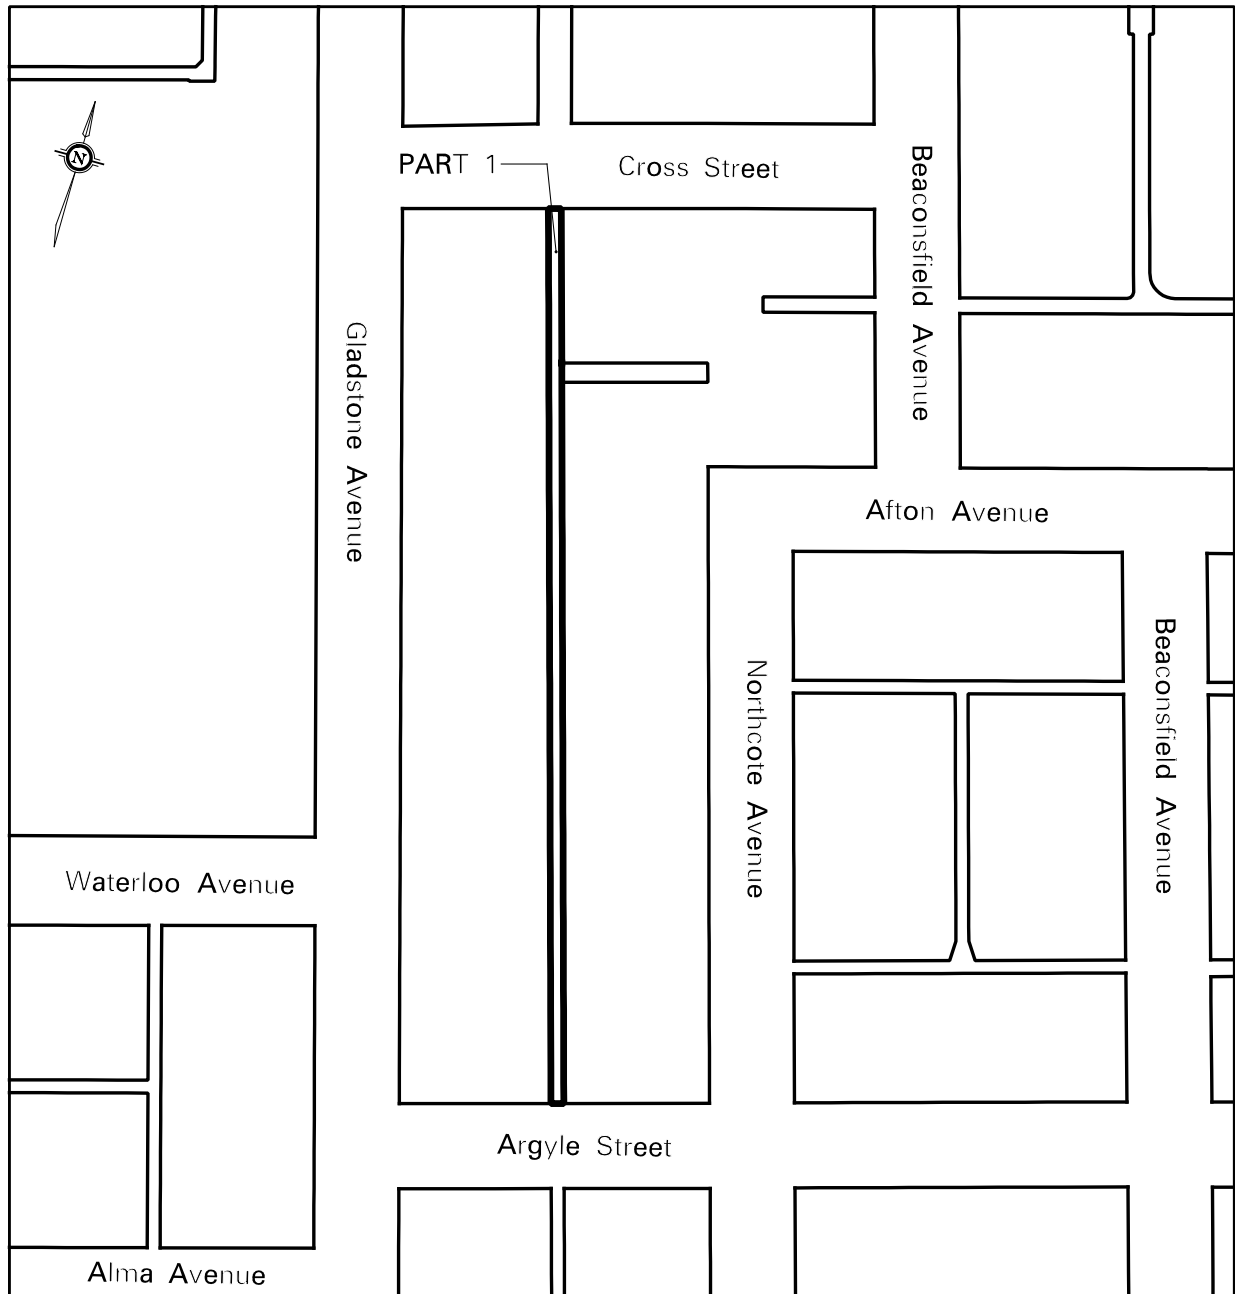 PART 1
Cross Street
Beaconsfield Avenue
N
Gladstone Avenue
Afton Avenue
Beaconsfield Avenue
Northcote Avenue
Waterloo Avenue
Argyle Street
Alma Avenue